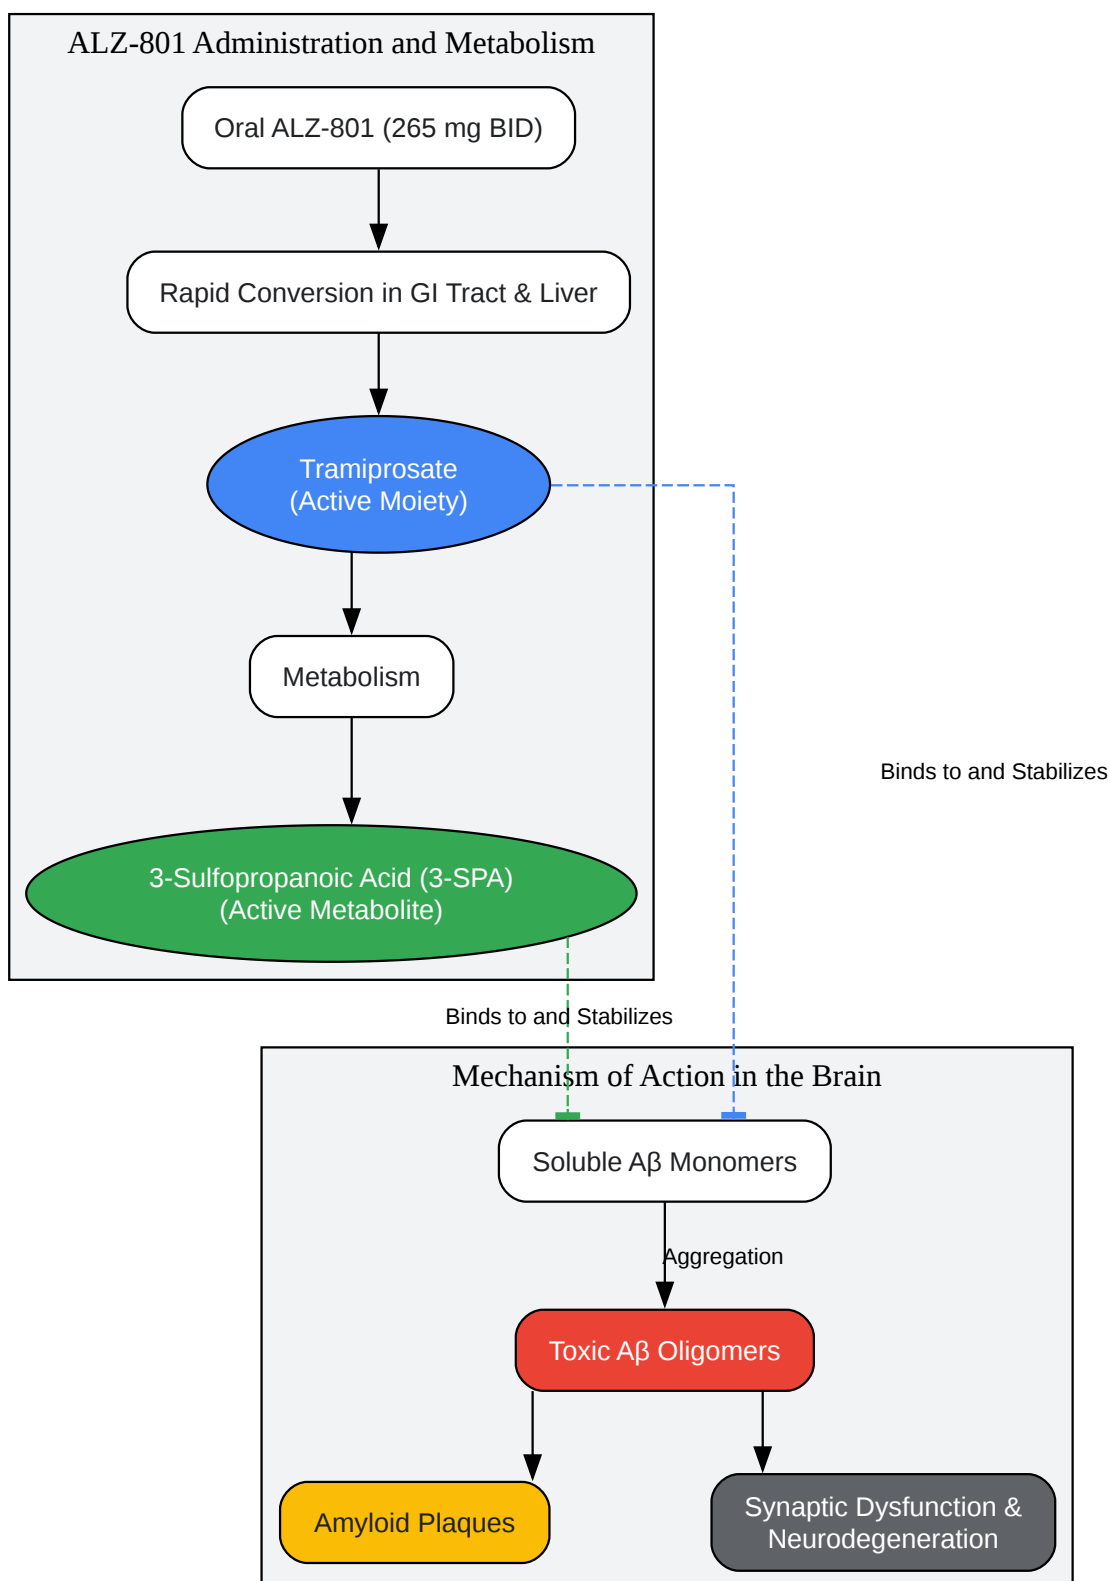 ALZ-801 Administration and Metabolism
Oral ALZ-801 (265 mg BID)
Rapid Conversion in GI Tract & Liver
Tramiprosate
(Active Moiety)
Metabolism
Binds to and Stabilizes
3-Sulfopropanoic Acid (3-SPA)
(Active Metabolite)
Binds to and Stabilizes
Mechanism of Action in the Brain
Soluble Aβ Monomers
Aggregation
Toxic Aβ Oligomers
Amyloid Plaques
Synaptic Dysfunction &
Neurodegeneration